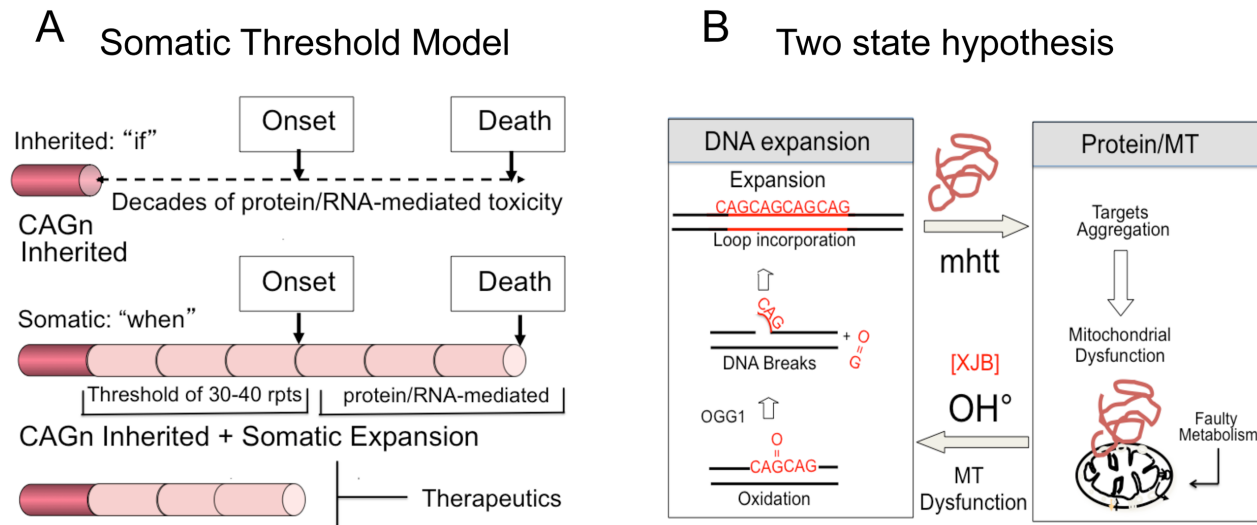 A
Somatic Threshold Model
Onset
Death
Inherited: “if”
Decades of protein/RNA-mediated toxicity
CAGn
Inherited
Onset
Death
Somatic: “when”
Threshold of 30-40 rpts
protein/RNA-mediated
CAGn Inherited + Somatic Expansion
Therapeutics
B
Two state hypothesis
DNA expansion
Expansion
CAGCAGCAGCAG
Loop incorporation
CAG
+
O
=
G
DNA Breaks
OGG1
O
=
CAGCAG
Oxidation
mhtt
[XJB]
OH°
MT
Dysfunction
Protein/MT
Targets
Aggregation
Mitochondrial
Dysfunction
Faulty
Metabolism